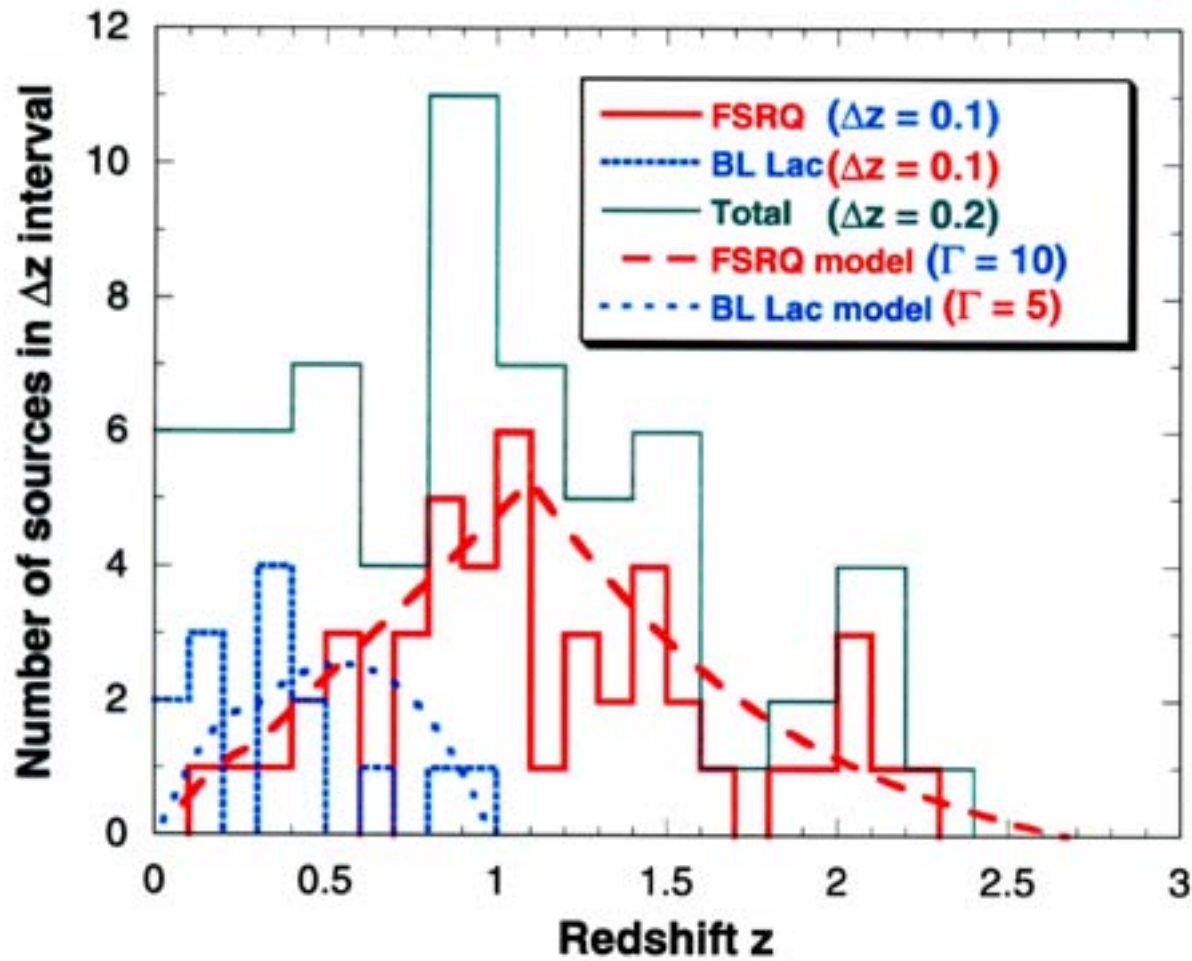 Number of sources in Δz interval
12
10
8
6
4
2
0
FSRQ (Δz = 0.1)
BL Lac (Δz = 0.1)
Total (Δz = 0.2)
FSRQ model (Γ = 10)
BL Lac model (Γ = 5)
0 0.5 1 1.5 2 2.5 3
Redshift z